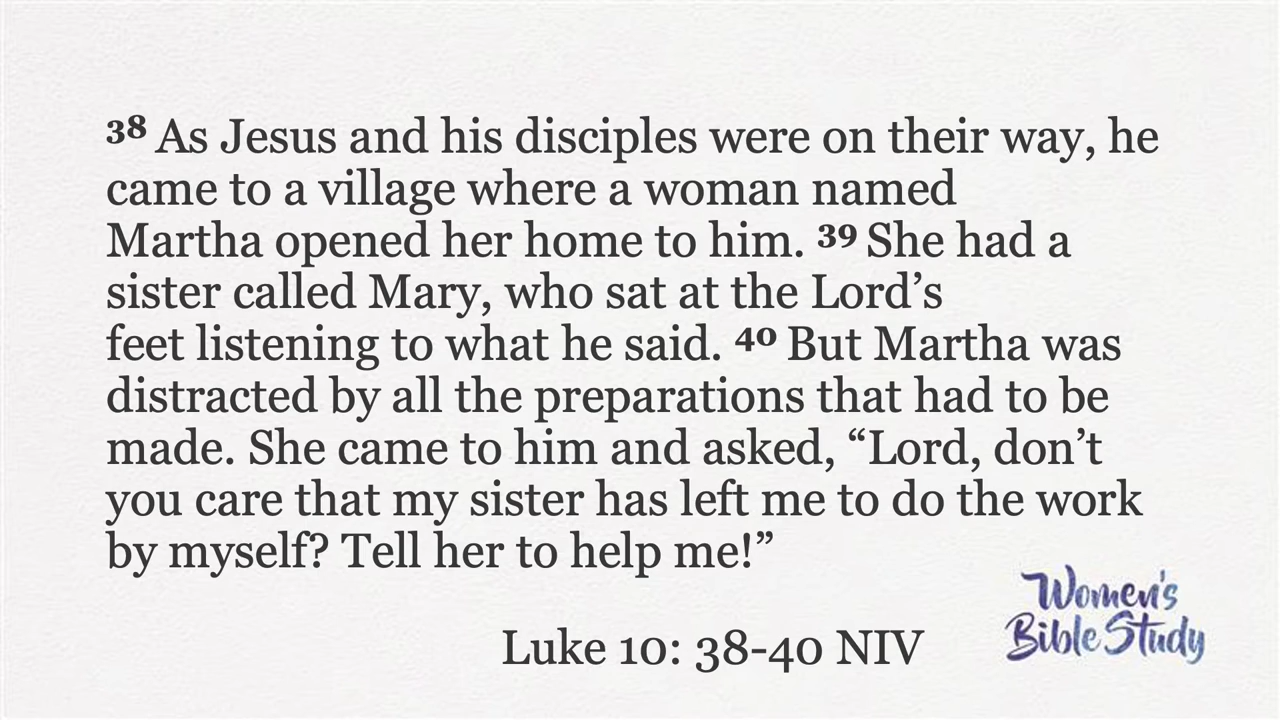 38 As Jesus and his disciples were on their way, he
came to a village where a woman named
Martha opened her home to him. 39 She had a
sister called Mary, who sat at the Lord’s
feet listening to what he said. 40 But Martha was
distracted by all the preparations that had to be
made. She came to him and asked, “Lord, don’t
you care that my sister has left me to do the work
by myself? Tell her to help me!”
Luke 10: 38-40 NIV
Women's
Bible Study